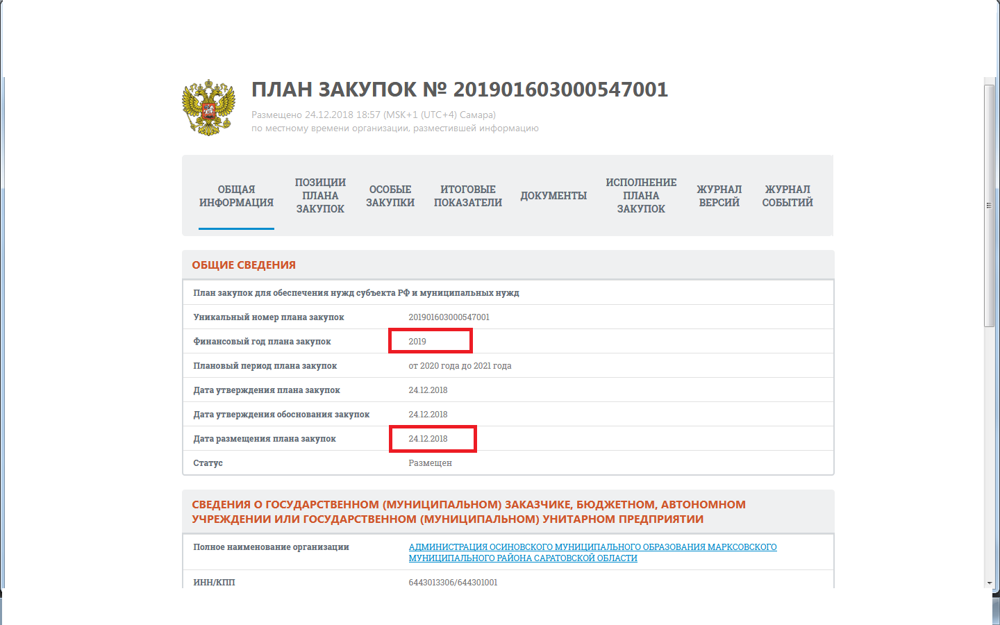 ПЛАН ЗАКУПОК № 201901603000547001
Размещено 24.12.2018 18:57 (MSK+1 (UTC+4) Самара)
по местному времени организации, разместившей информацию
ОБЩАЯ
ИНФОРМАЦИЯ
ПОЗИЦИИ
ПЛАНА
ЗАКУПОК
ОСОБЫЕ
ЗАКУПКИ
ИТОГОВЫЕ
ПОКАЗАТЕЛИ
ДОКУМЕНТЫ
ИСПОЛНЕНИЕ
ПЛАНА
ЗАКУПОК
ЖУРНАЛ
ВЕРСИЙ
ЖУРНАЛ
СОБЫТИЙ
ОБЩИЕ СВЕДЕНИЯ
План закупок для обеспечения нужд субъекта РФ и муниципальных нужд
Уникальный номер плана закупок 201901603000547001
Финансовый год плана закупок 2019
Плановый период плана закупок от 2020 года до 2021 года
Дата утверждения плана закупок 24.12.2018
Дата утверждения обоснования закупок 24.12.2018
Дата размещения плана закупок 24.12.2018
Статус Размещен
СВЕДЕНИЯ О ГОСУДАРСТВЕННОМ (МУНИЦИПАЛЬНОМ) ЗАКАЗЧИКЕ, БЮДЖЕТНОМ, АВТОНОМНОМ
УЧРЕЖДЕНИИ ИЛИ ГОСУДАРСТВЕННОМ (МУНИЦИПАЛЬНОМ) УНИТАРНОМ ПРЕДПРИЯТИИ
Полное наименование организации АДМИНИСТРАЦИЯ ОСИНОВСКОГО МУНИЦИПАЛЬНОГО ОБРАЗОВАНИЯ МАРКСОВСКОГО
МУНИЦИПАЛЬНОГО РАЙОНА САРАТОВСКОЙ ОБЛАСТИ
ИНН/КПП 6443013306/644301001